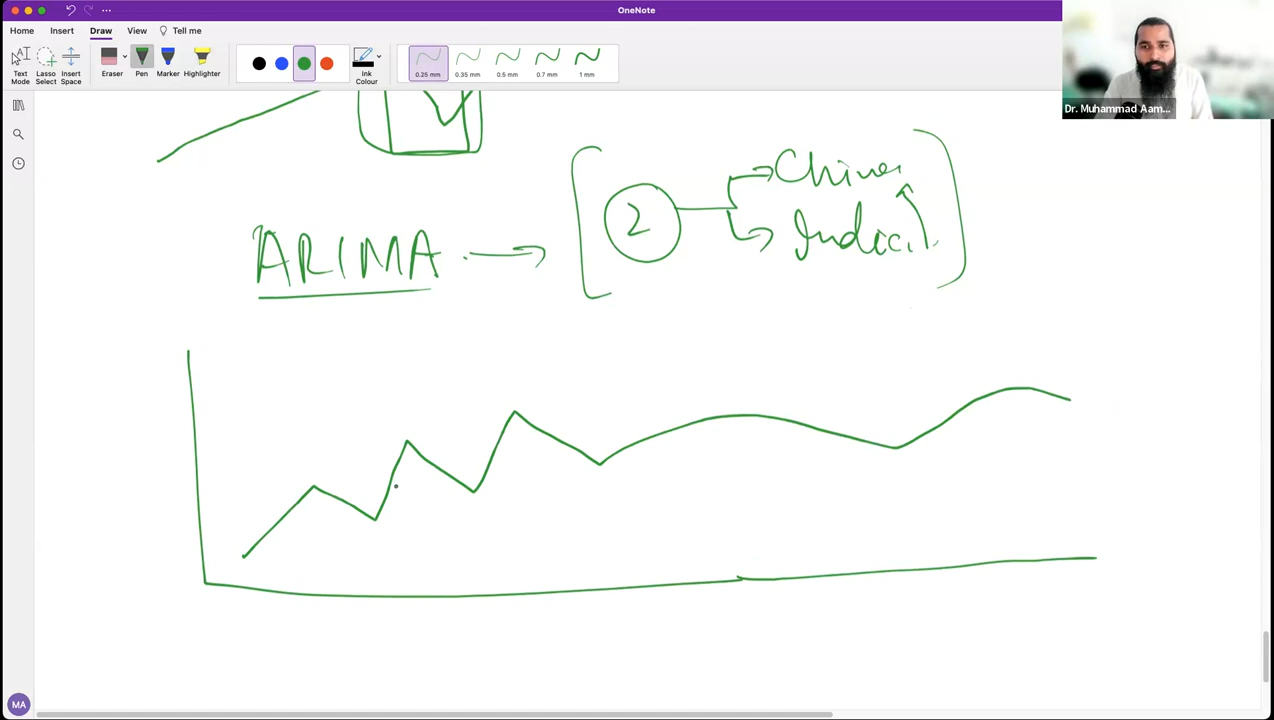 OneNote
Home Insert Draw View Tell me
Text Mode
Lasso Select
Insert Space
Eraser
Pen
Marker
Highlighter
Ink Colour
0.25 mm
0.35 mm
0.5 mm
0.7 mm
1 mm
Dr. Muhammad Aam...
2
ARIMA
MA